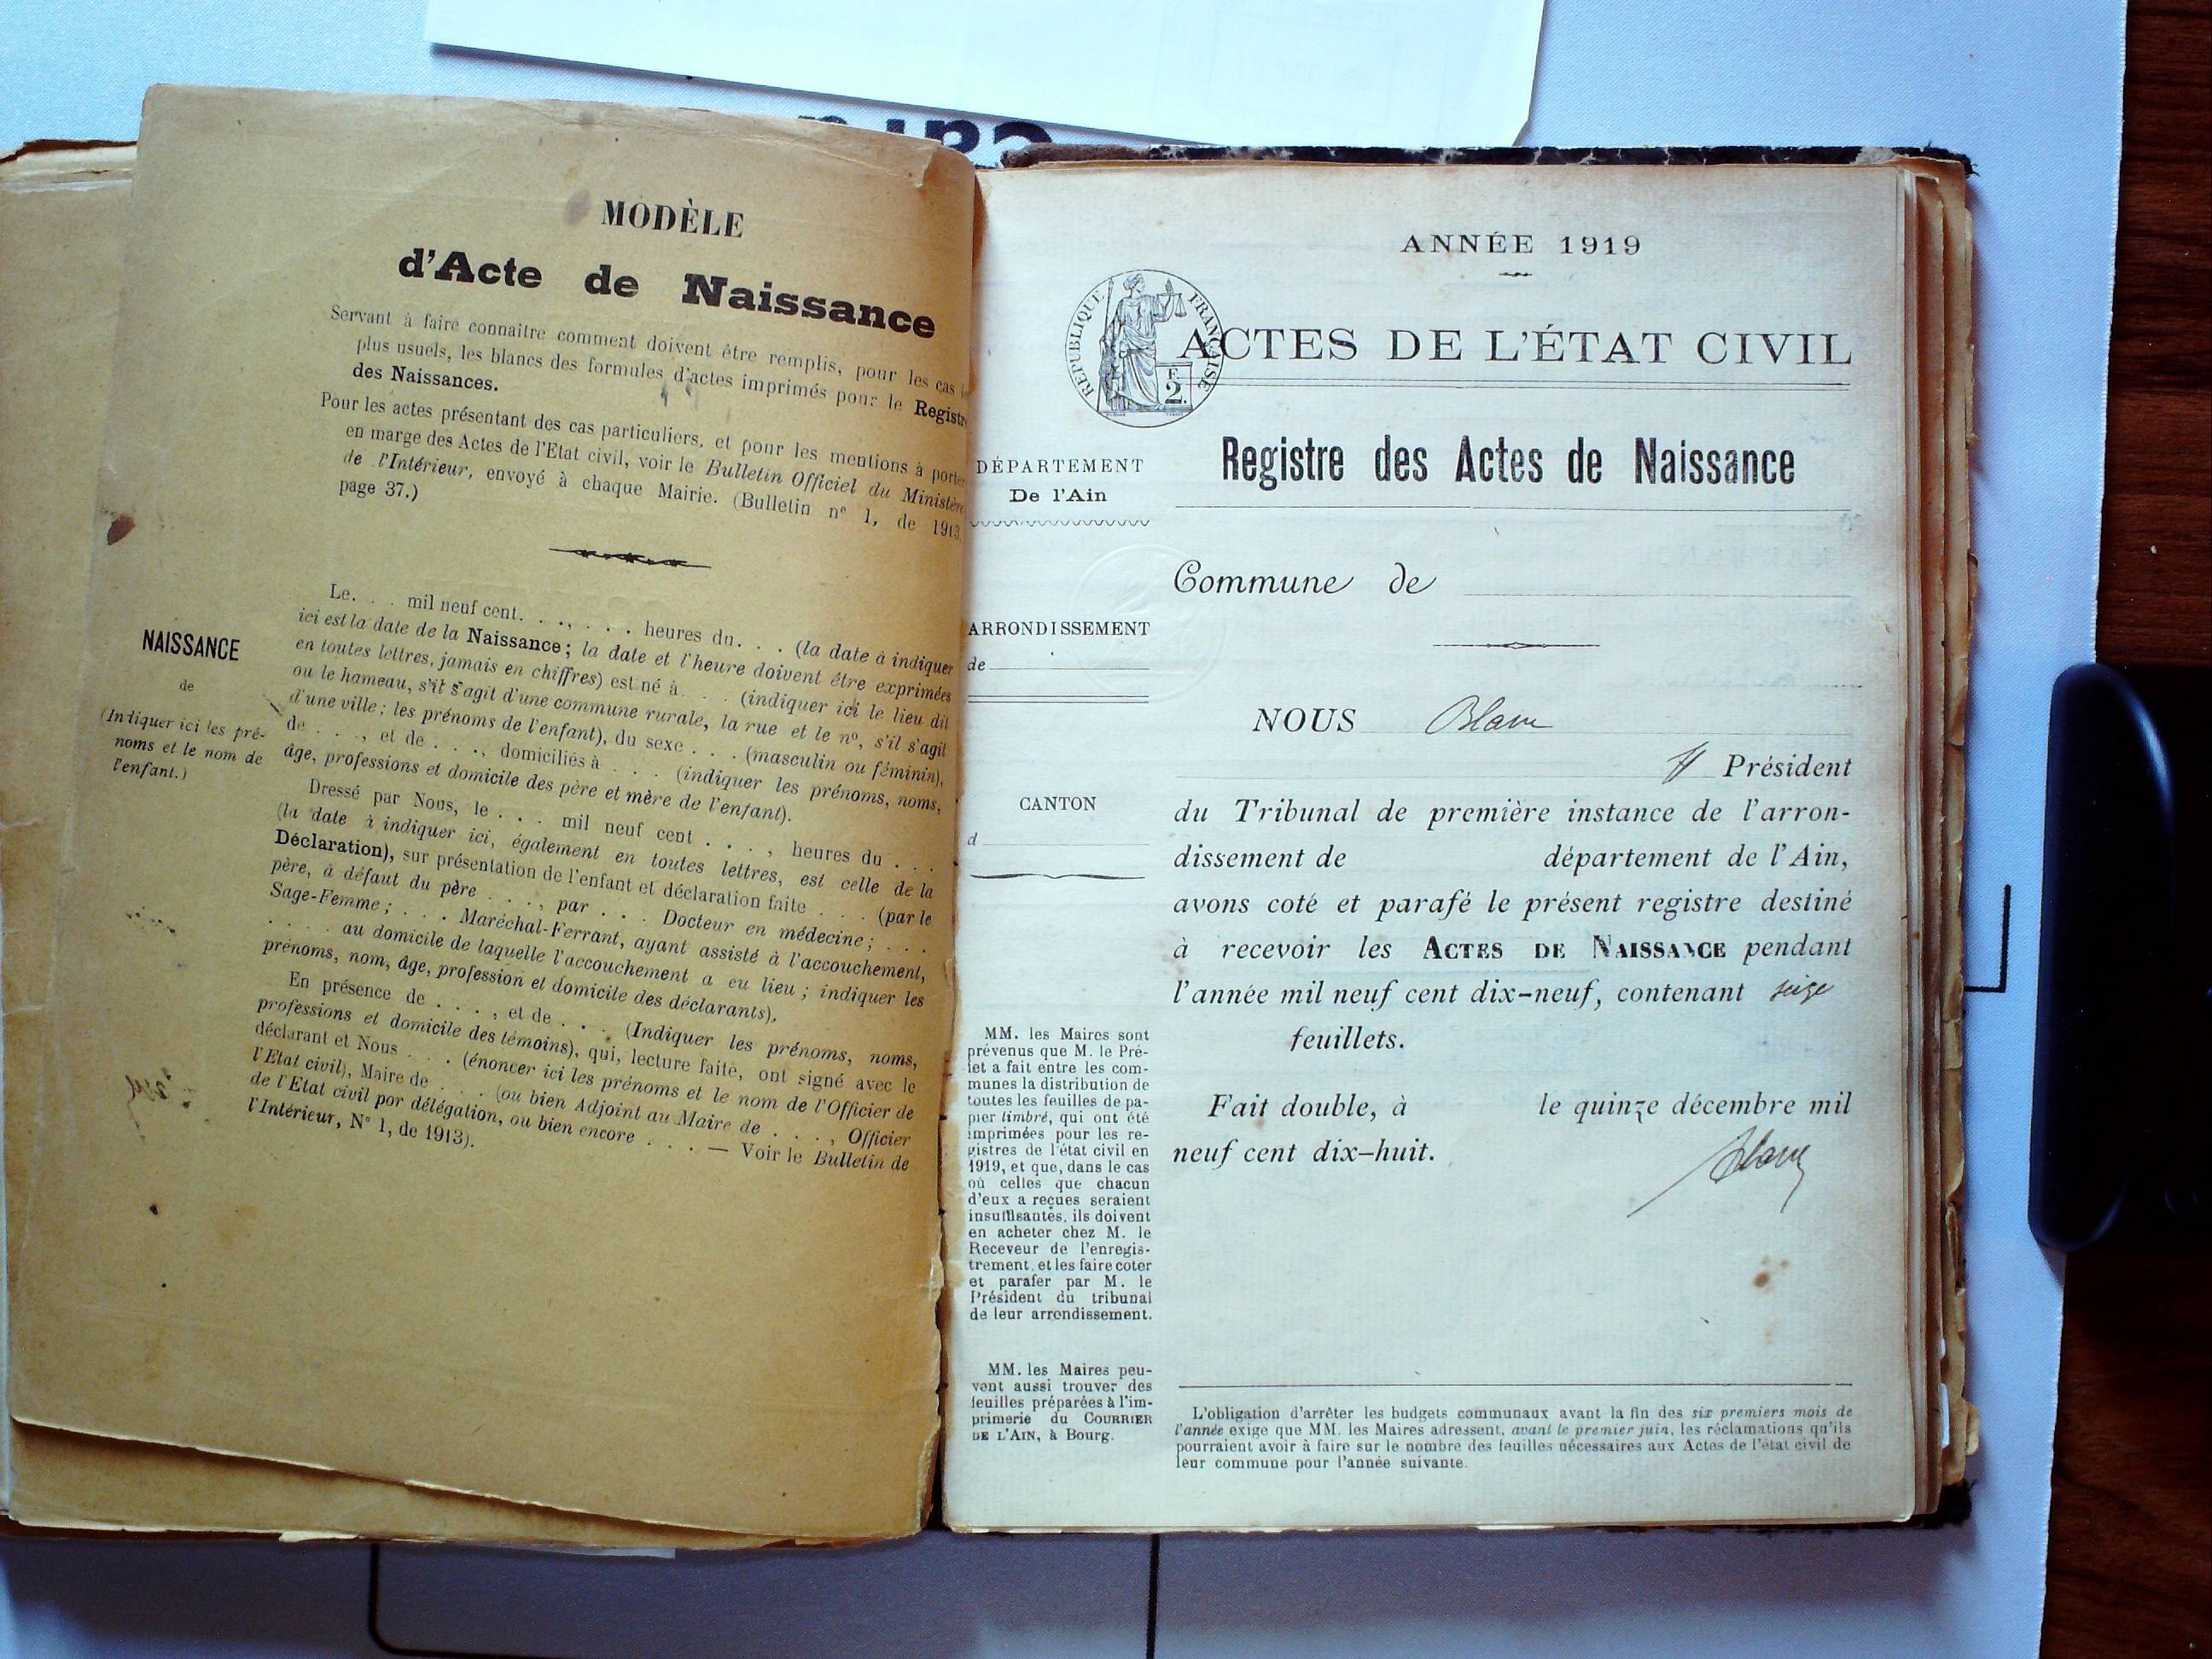 MODÈLE
d'Acte de Naissance
Servant à faire connaître comment doivent être remplis, pour les cas
plus usuels, les blancs des formules d'actes imprimés pour le Registre
des Naissances.
Pour les actes présentant des cas particuliers, et pour les mentions à porter
en marge des Actes de l'Etat civil, voir le Bulletin Officiel du Ministère
de l'Intérieur, envoyé à chaque Mairie. (Bulletin n° 1, de 1913,
page 37.)
NAISSANCE
de
(Indiquer ici les pré-
noms et le nom de
l'enfant.)
Le. . . mil neuf cent. . ., . . . heures du. . . (la date à indiquer
ici est la date de la Naissance; la date et l'heure doivent être exprimées
en toutes lettres, jamais en chiffres) est né à. . . (indiquer ici le lieu dit
ou le hameau, s'il s'agit d'une commune rurale, la rue et le n°, s'il s'agit
d'une ville; les prénoms de l'enfant), du sexe . . . (masculin ou féminin),
de . . ., et de . . ., domiciliés à . . . (indiquer les prénoms, noms,
âge, professions et domicile des père et mère de l'enfant).
Dressé par Nous, le . . . mil neuf cent . . . , heures du . . .
(la date à indiquer ici, également en toutes lettres, est celle de la
Déclaration), sur présentation de l'enfant et déclaration faite . . . (par le
père, à défaut du père . . ., par . . . Docteur en médecine; . . .
Sage-Femme; . . . Maréchal-Ferrant, ayant assisté à l'accouchement,
. . . . au domicile de laquelle l'accouchement a eu lieu; indiquer les
prénoms, nom, âge, profession et domicile des déclarants),
En présence de . . . , et de . . . (Indiquer les prénoms, noms,
professions et domicile des témoins), qui, lecture faite, ont signé avec le
déclarant et Nous . . . (énoncer ici les prénoms et le nom de l'Officier de
l'Etat civil), Maire de . . . (ou bien Adjoint au Maire de . . . , Officier
de l'Etat civil por délégation, ou bien encore . . . . — Voir le Bulletin de
l'Intérieur, N° 1, de 1913).
ANNÉE 1919
RÉPUBLIQUE FRANÇAISE
F.
2.
ACTES DE L'ÉTAT CIVIL
DÉPARTEMENT
De l'Ain
ARRONDISSEMENT
de
CANTON
d
MM. les Maires sont
prévenus que M. le Pré-
fet a fait entre les com-
munes la distribution de
toutes les feuilles de pa-
pier timbré, qui ont été
imprimées pour les re-
gistres de l'état civil en
1919, et que, dans le cas
où celles que chacun
d'eux a reçues seraient
insuffisantes, ils doivent
en acheter chez M. le
Receveur de l'enregis-
trement, et les faire coter
et parafer par M. le
Président du tribunal
de leur arrondissement.
MM. les Maires peu-
vent aussi trouver des
feuilles préparées à l'im-
primerie du COURRIER
DE L'AIN, à Bourg.
Registre des Actes de Naissance
Commune de
NOUS Blanc
Président
du Tribunal de première instance de l'arron-
dissement de département de l'Ain,
avons coté et parafé le présent registre destiné
à recevoir les ACTES DE NAISSANCE pendant
l'année mil neuf cent dix-neuf, contenant seize
feuillets.
Fait double, à le quinze décembre mil
neuf cent dix-huit.
Blanc
L'obligation d'arrêter les budgets communaux avant la fin des six premiers mois de
l'année exige que MM. les Maires adressent, avant le premier juin, les réclamations qu'ils
pourraient avoir à faire sur le nombre des feuilles nécessaires aux Actes de l'état civil de
leur commune pour l'année suivante.